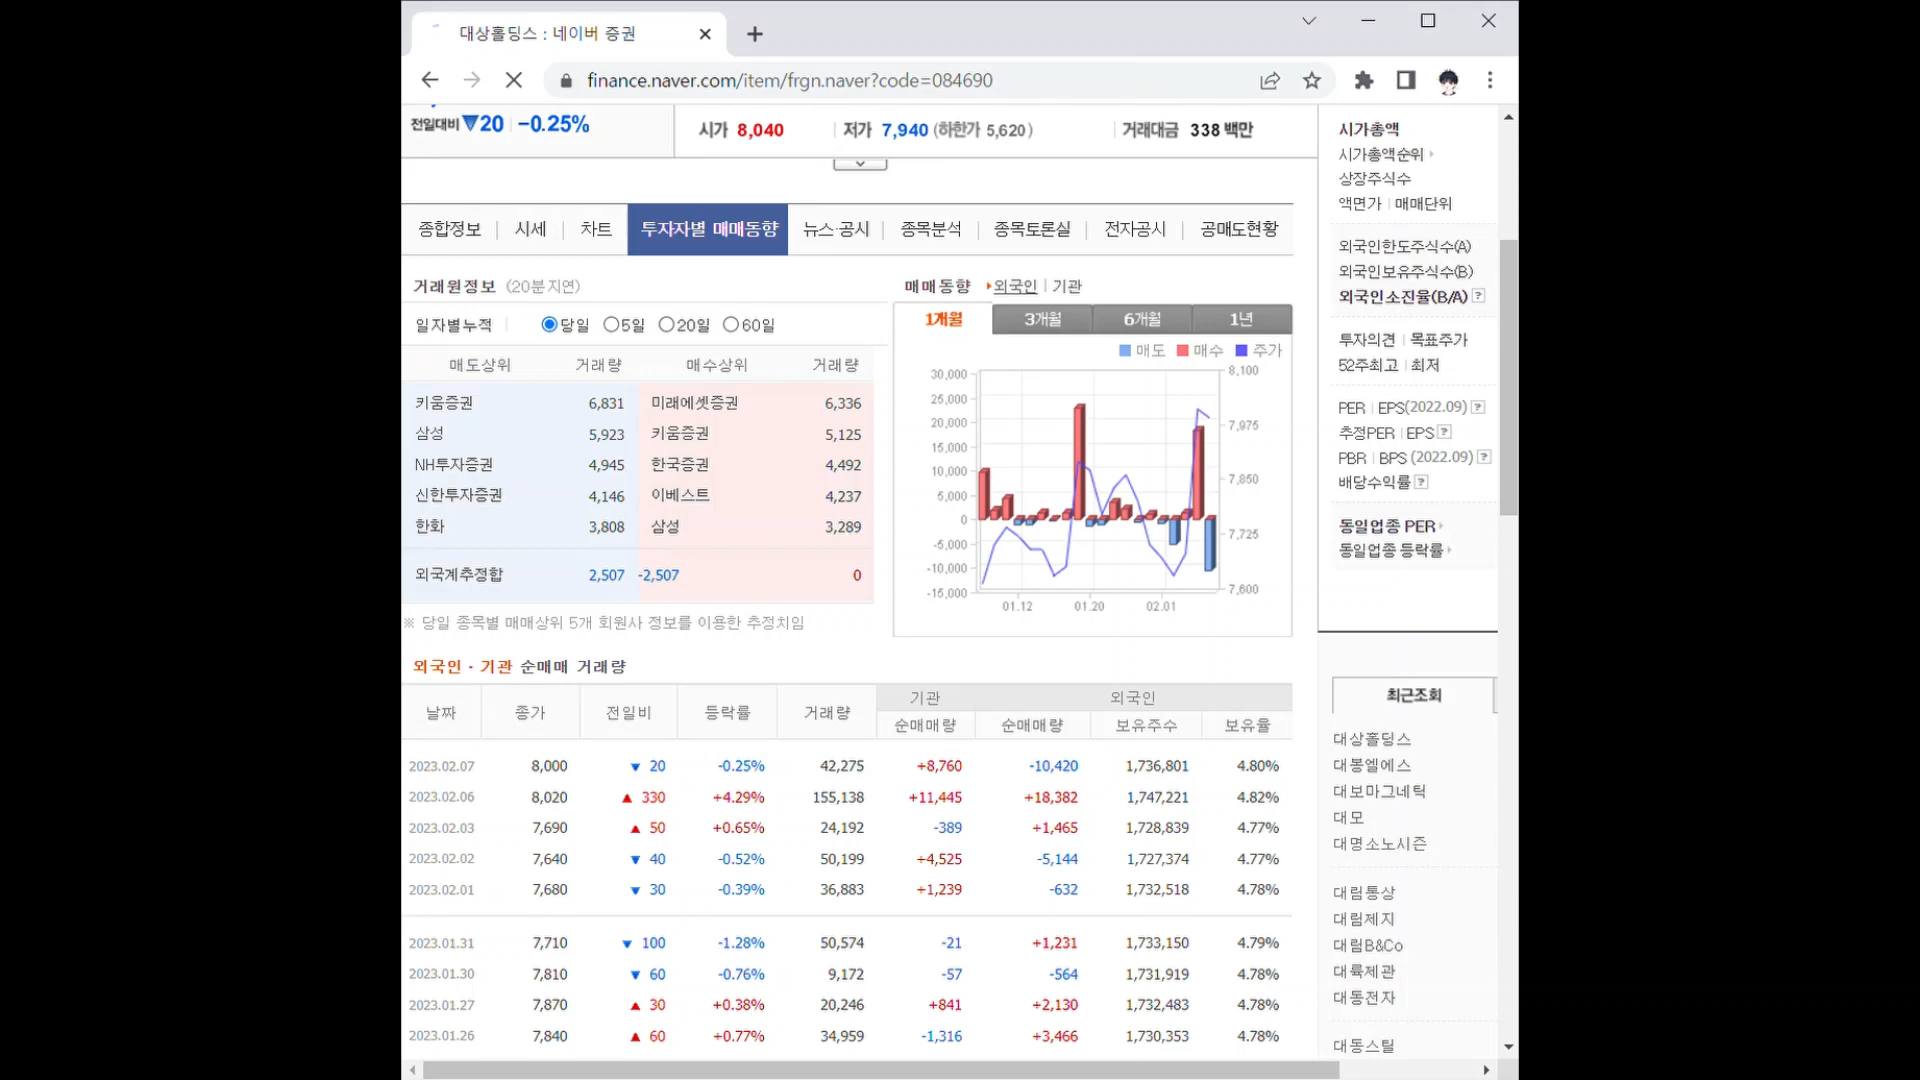 대상홀딩스 : 네이버 증권
finance.naver.com/item/frgn.naver?code=084690
전일대비 ▼20 | -0.25% 시가 8,040 저가 7,940 (하한가 5,620) 거래대금 338 백만
종합정보 | 시세 | 차트 투자자별 매매동향 뉴스·공시 | 종목분석 | 종목토론실 | 전자공시 | 공매도현황
거래원정보 (20분지연)
일자별누적 당일 5일 20일 60일
매도상위 거래량 매수상위 거래량
키움증권 6,831 미래에셋증권 6,336
삼성 5,923 키움증권 5,125
NH투자증권 4,945 한국증권 4,492
신한투자증권 4,146 이베스트 4,237
한화 3,808 삼성 3,289
외국계추정합 2,507 -2,507 0
※ 당일 종목별 매매상위 5개 회원사 정보를 이용한 추정치임
매매동향 외국인 | 기관
1개월 3개월 6개월 1년
매도 매수 주가
30,000 8,100
25,000
20,000 7,975
15,000
10,000 7,850
5,000
0 7,725
-5,000
-10,000
-15,000 7,600
01.12 01.20 02.01
외국인 · 기관 순매매 거래량
날짜 종가 전일비 등락률 거래량 기관 외국인
순매매량 순매매량 보유주수 보유율
2023.02.07 8,000 ▼ 20 -0.25% 42,275 +8,760 -10,420 1,736,801 4.80%
2023.02.06 8,020 ▲ 330 +4.29% 155,138 +11,445 +18,382 1,747,221 4.82%
2023.02.03 7,690 ▲ 50 +0.65% 24,192 -389 +1,465 1,728,839 4.77%
2023.02.02 7,640 ▼ 40 -0.52% 50,199 +4,525 -5,144 1,727,374 4.77%
2023.02.01 7,680 ▼ 30 -0.39% 36,883 +1,239 -632 1,732,518 4.78%
2023.01.31 7,710 ▼ 100 -1.28% 50,574 -21 +1,231 1,733,150 4.79%
2023.01.30 7,810 ▼ 60 -0.76% 9,172 -57 -564 1,731,919 4.78%
2023.01.27 7,870 ▲ 30 +0.38% 20,246 +841 +2,130 1,732,483 4.78%
2023.01.26 7,840 ▲ 60 +0.77% 34,959 -1,316 +3,466 1,730,353 4.78%
시가총액
시가총액순위
상장주식수
액면가 | 매매단위
외국인한도주식수(A)
외국인보유주식수(B)
외국인소진율(B/A) ?
투자의견 | 목표주가
52주최고 | 최저
PER | EPS(2022.09) ?
추정PER | EPS ?
PBR | BPS (2022.09) ?
배당수익률 ?
동일업종 PER
동일업종 등락률
최근조회
대상홀딩스
대봉엘에스
대보마그네틱
대모
대명소노시즌
대림통상
대림제지
대림B&Co
대륙제관
대동전자
대동스틸